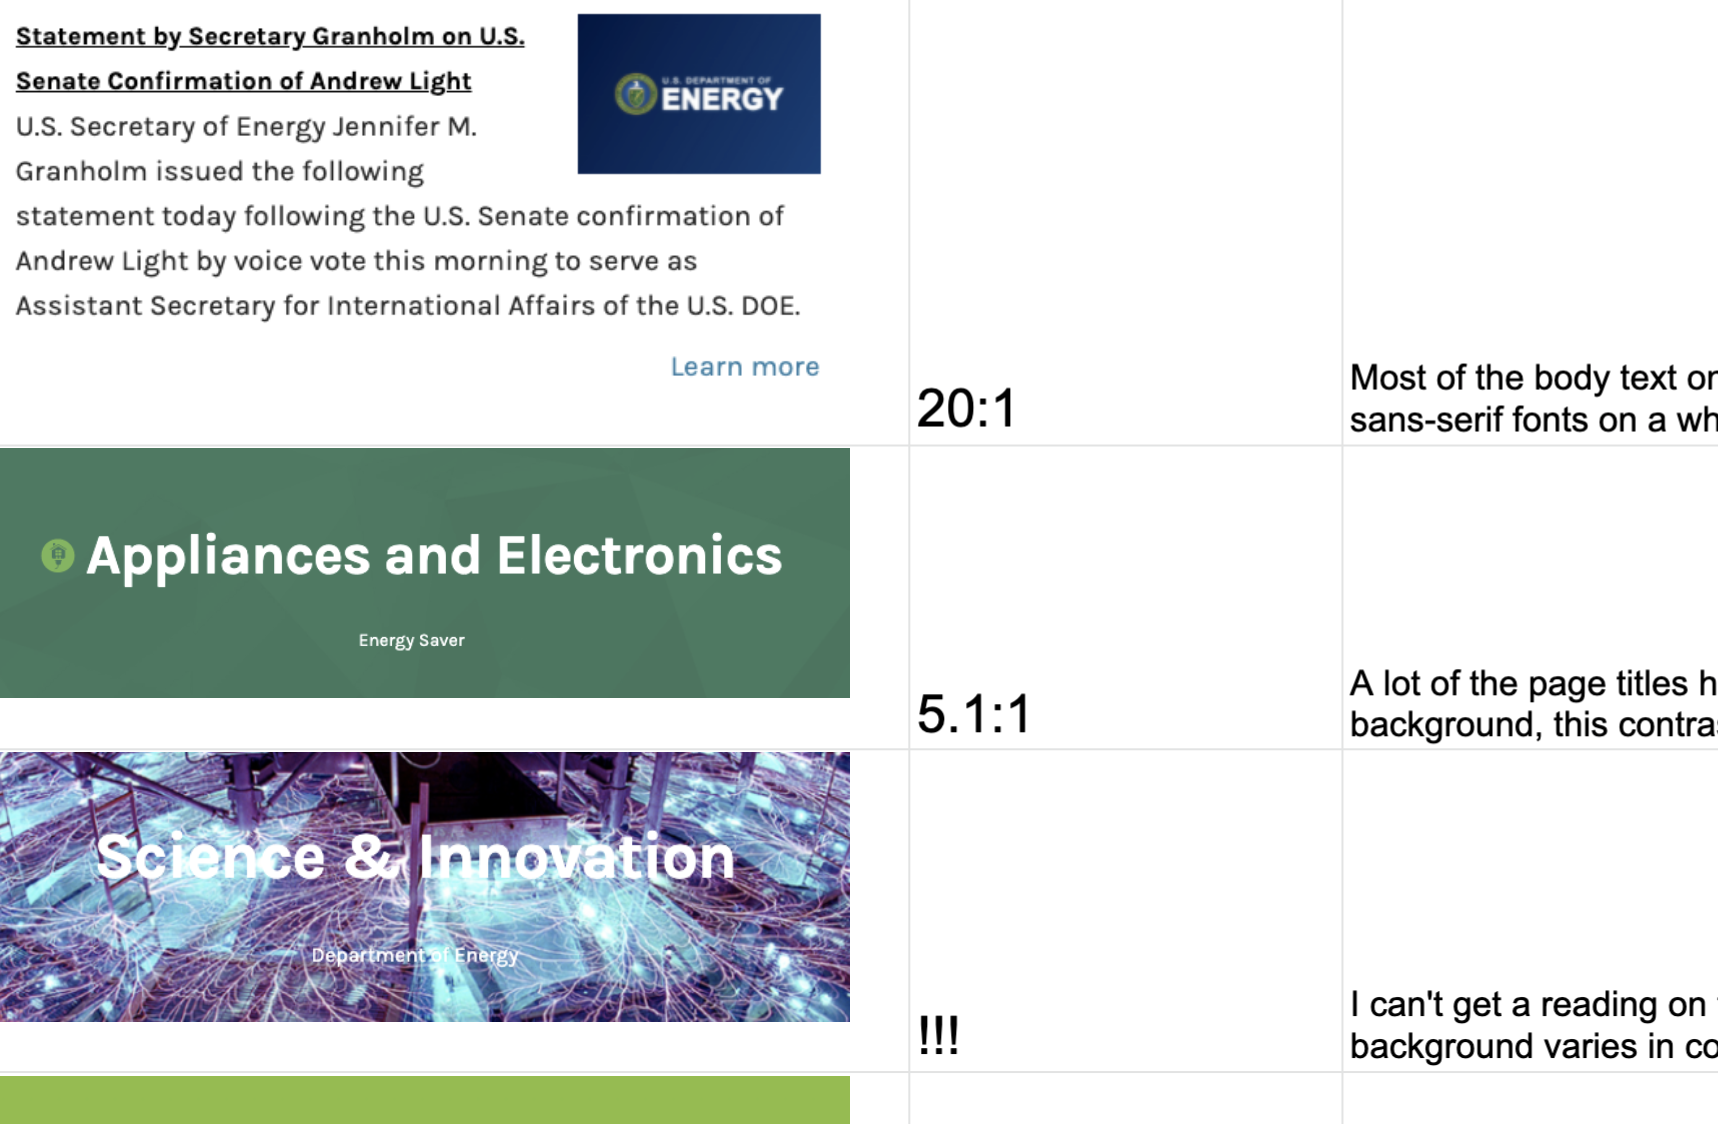 Statement by Secretary Granholm on U.S.
Senate Confirmation of Andrew Light
U.S. DEPARTMENT OF
ENERGY
U.S. Secretary of Energy Jennifer M.
Granholm issued the following
statement today following the U.S. Senate confirmation of
Andrew Light by voice vote this morning to serve as
Assistant Secretary for International Affairs of the U.S. DOE.
Learn more
20:1
Most of the body text
sans-serif fonts on a
Appliances and Electronics
Energy Saver
5.1:1
A lot of the page titles
background, this
Science & Innovation
Department of Energy
!!!
I can't get a reading on
background varies in